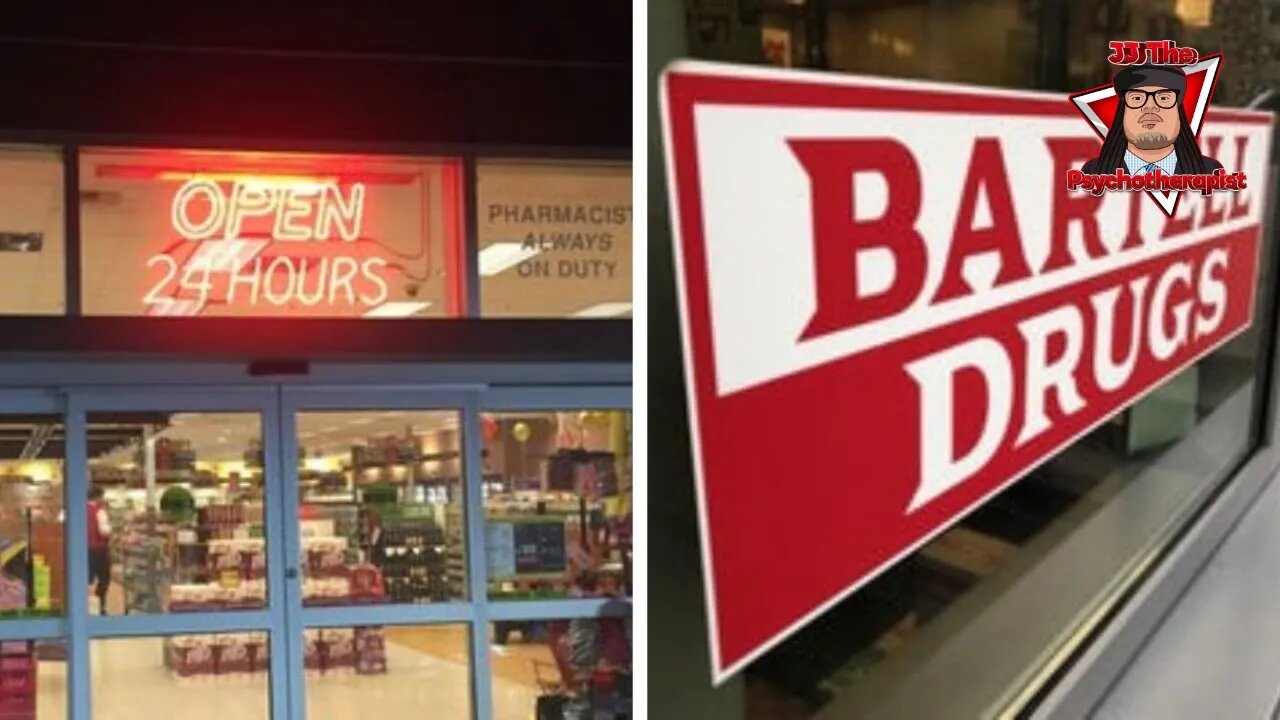 OPEN
24 HOURS
PHARMACIST
ALWAYS
ON DUTY
BARTELL
DRUGS
JJ The
Psychotherapist